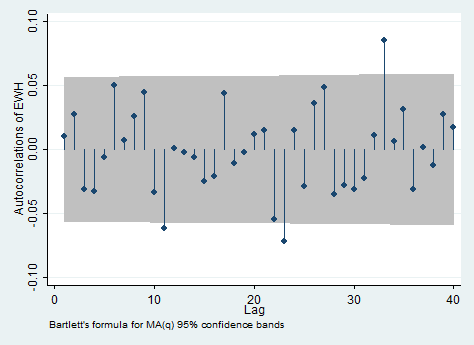 Autocorrelations of EWH
0.10
0.05
0.00
-0.05
-0.10
0 10 20 30 40
Lag
Bartlett's formula for MA(q) 95% confidence bands